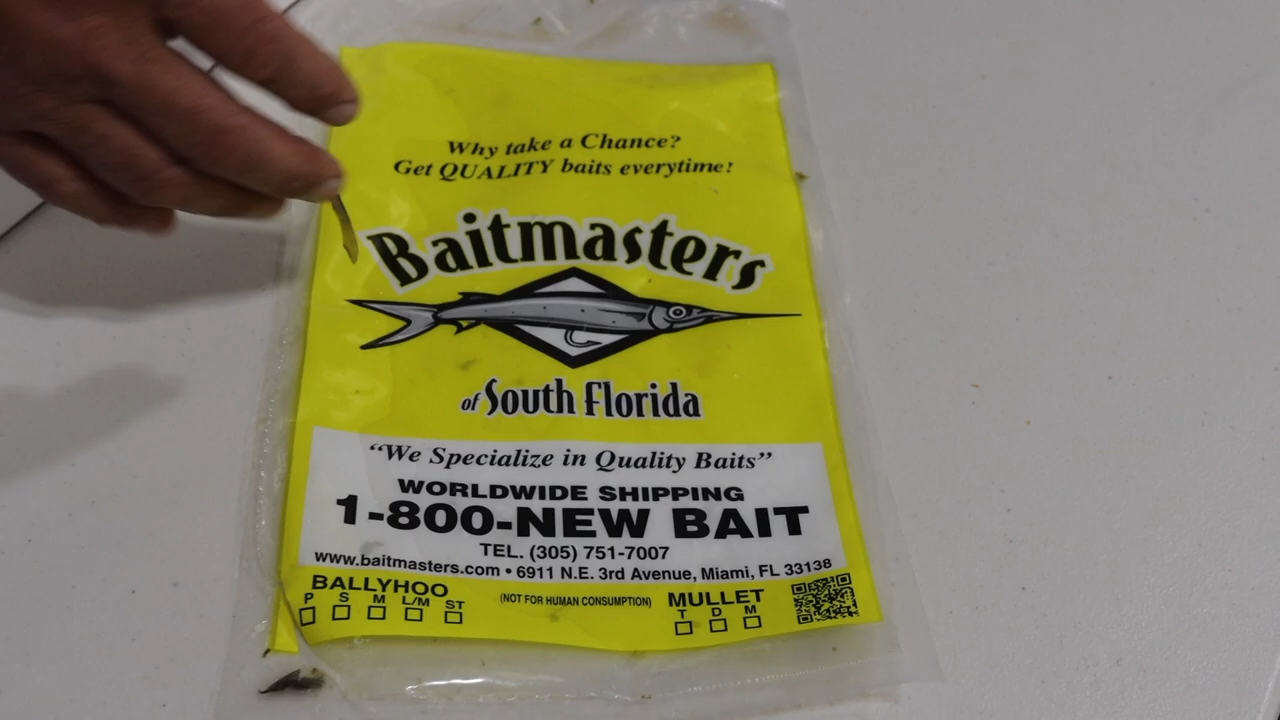 Why take a Chance?
Get QUALITY baits everytime!
Baitmasters
of South Florida
“We Specialize in Quality Baits”
WORLDWIDE SHIPPING
1-800-NEW BAIT
TEL. (305) 751-7007
www.baitmasters.com • 6911 N.E. 3rd Avenue, Miami, FL 33138
BALLYHOO
P S M L/M ST
(NOT FOR HUMAN CONSUMPTION)
MULLET
T D M